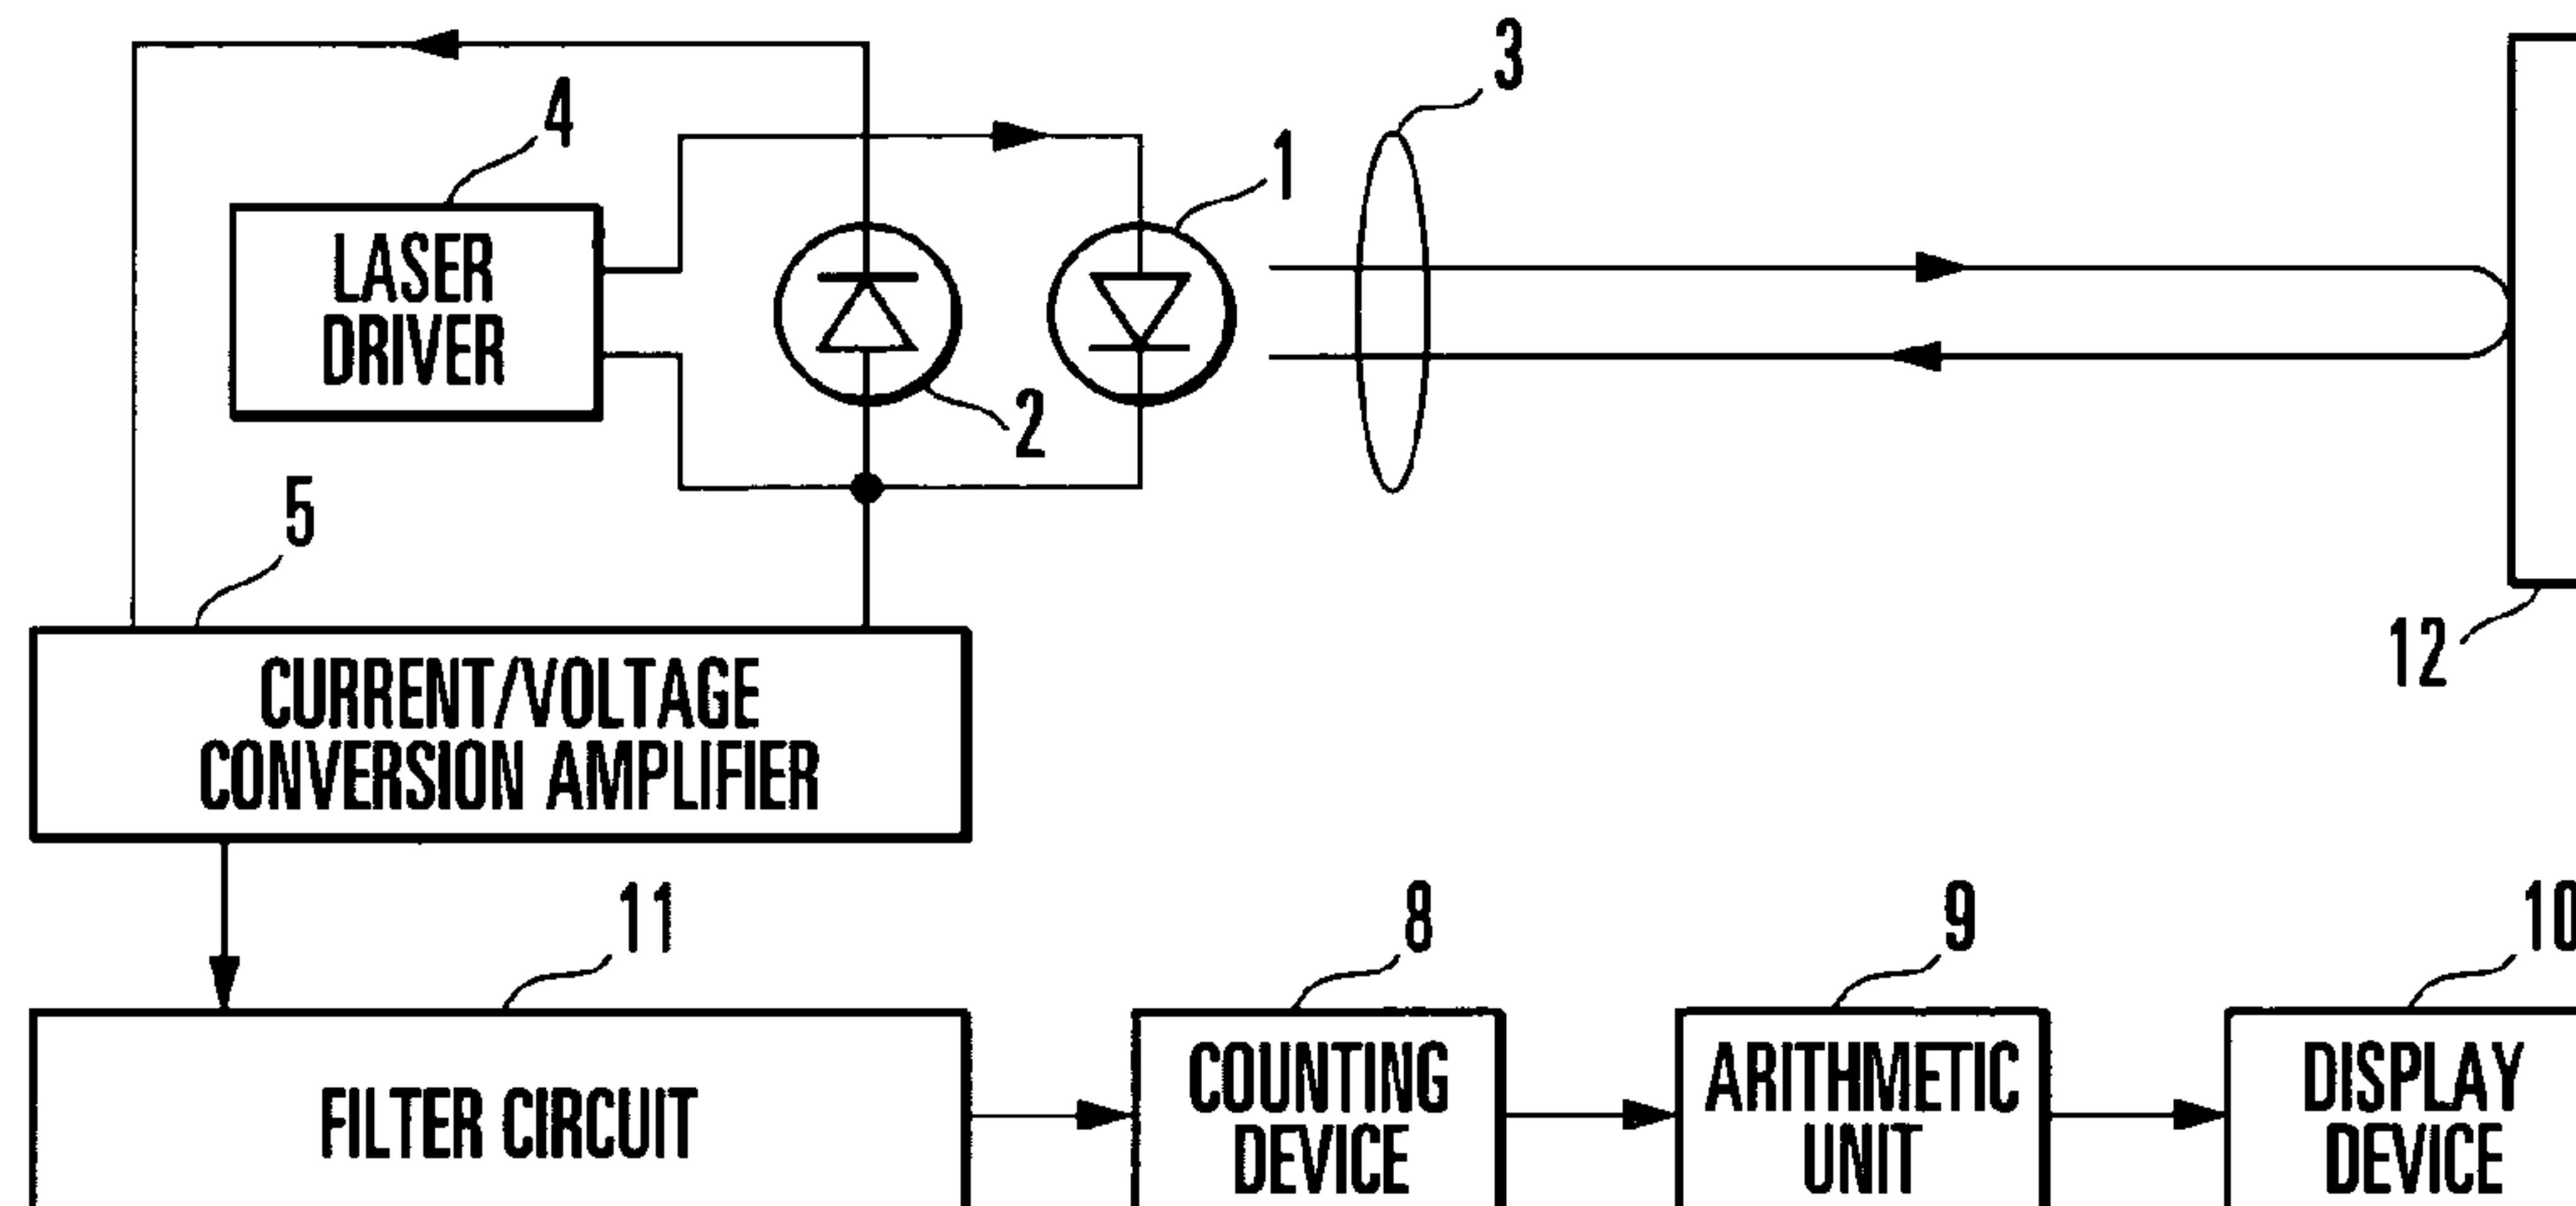 3
4
1
LASER
DRIVER
2
5
12
CURRENT/VOLTAGE
CONVERSION AMPLIFIER
11
8
9
10
FILTER CIRCUIT
COUNTING
DEVICE
ARITHMETIC
UNIT
DISPLAY
DEVICE